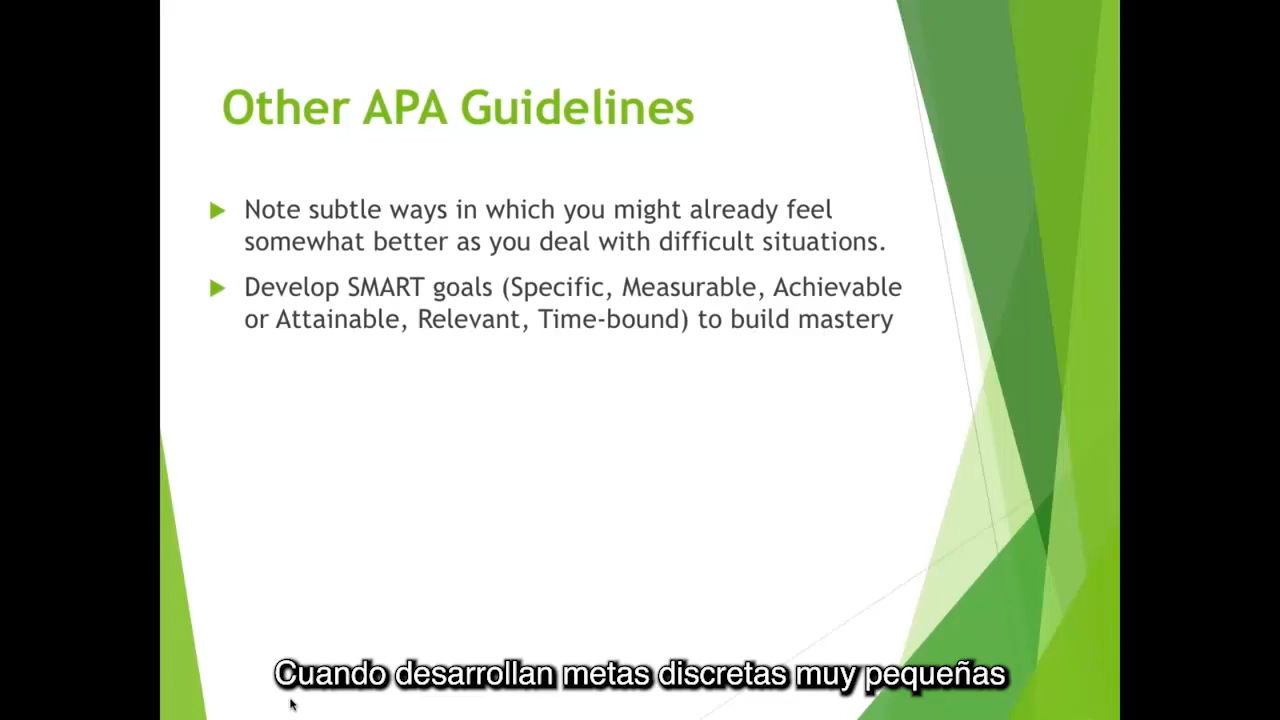 Other APA Guidelines
Note subtle ways in which you might already feel
somewhat better as you deal with difficult situations.
Develop SMART goals (Specific, Measurable, Achievable
or Attainable, Relevant, Time-bound) to build mastery
Cuando desarrollan metas discretas muy pequeñas